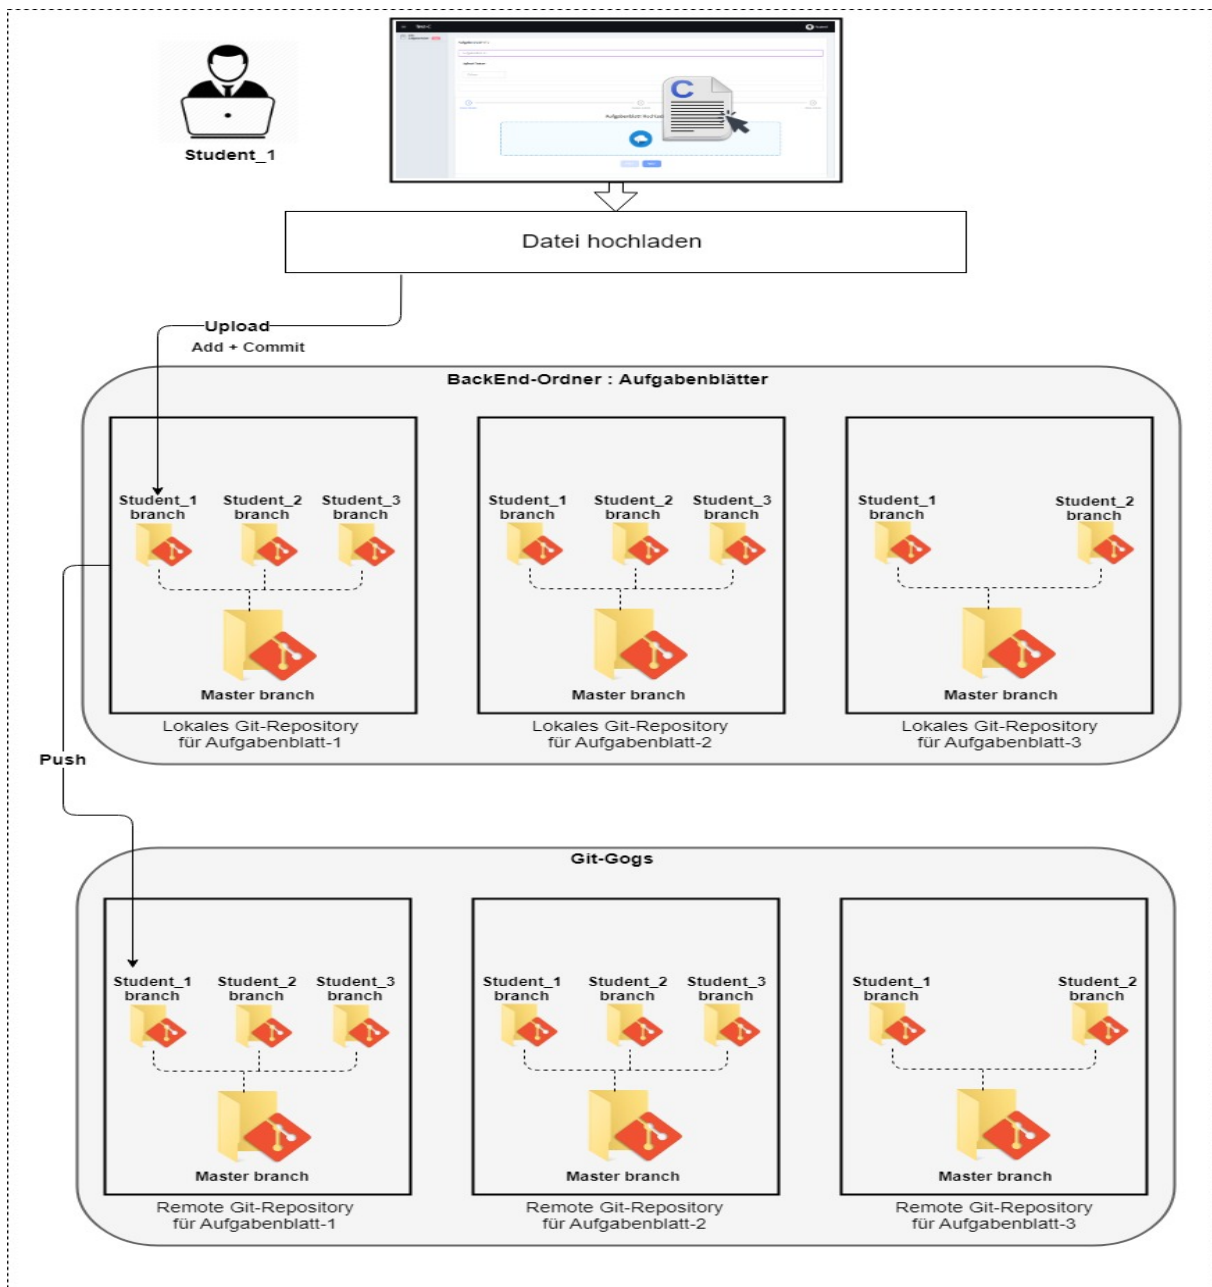 Student_1
C
Datei hochladen
Upload
Add + Commit
BackEnd-Ordner : Aufgabenblätter
Student_1 branch
Student_2 branch
Student_3 branch
Master branch
Lokales Git-Repository
für Aufgabenblatt-1
Student_1 branch
Student_2 branch
Student_3 branch
Master branch
Lokales Git-Repository
für Aufgabenblatt-2
Student_1 branch
Student_2 branch
Master branch
Lokales Git-Repository
für Aufgabenblatt-3
Push
Git-Gogs
Student_1 branch
Student_2 branch
Student_3 branch
Master branch
Remote Git-Repository
für Aufgabenblatt-1
Student_1 branch
Student_2 branch
Student_3 branch
Master branch
Remote Git-Repository
für Aufgabenblatt-2
Student_1 branch
Student_2 branch
Master branch
Remote Git-Repository
für Aufgabenblatt-3